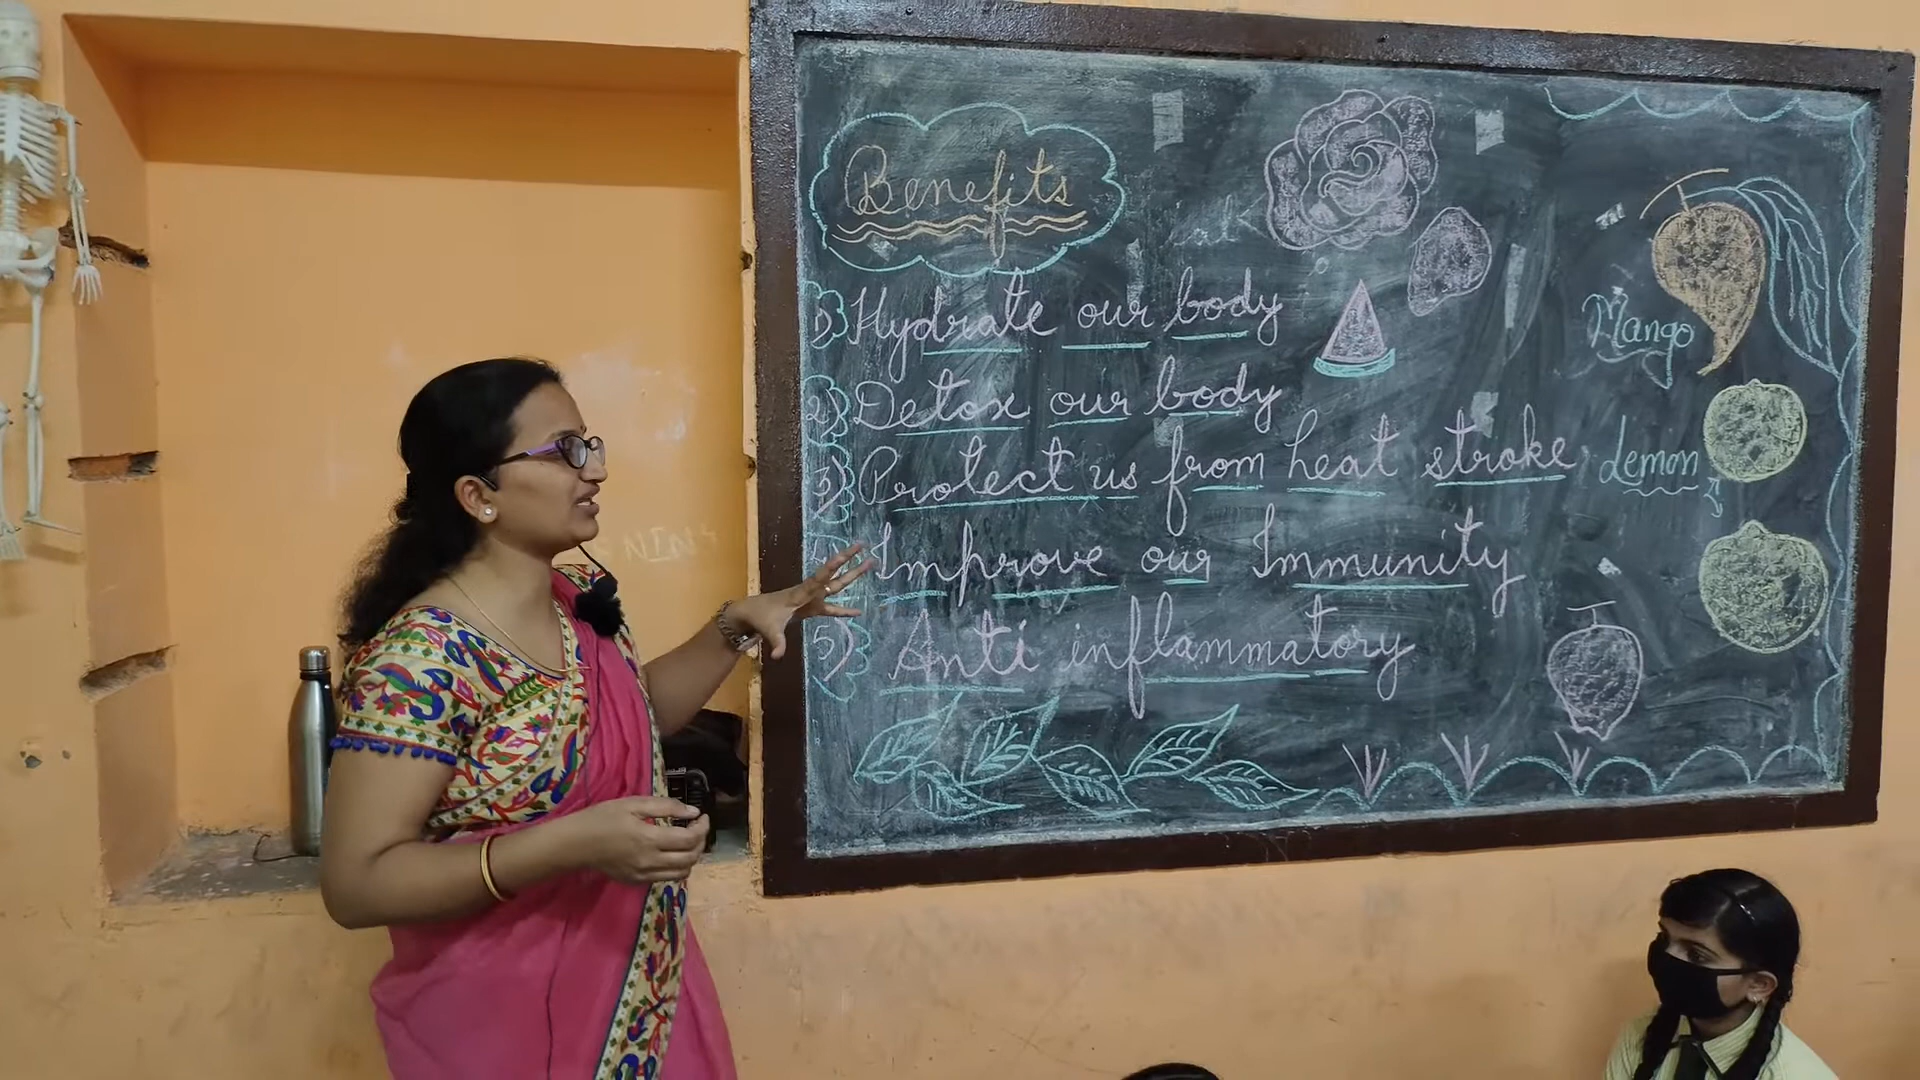 Benefits
1) Hydrate our body
2) Detox our body
3) Protect us from heat stroke
4) Improve our Immunity
5) Anti inflammatory
Mango
Lemon